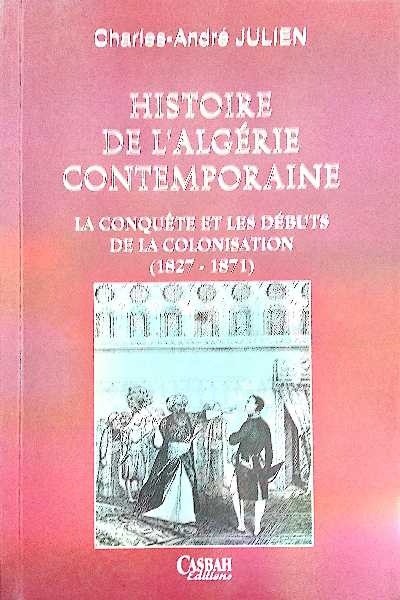 Charles-André JULIEN
HISTOIRE
DE L'ALGÉRIE
CONTEMPORAINE
LA CONQUÊTE ET LES DÉBUTS
DE LA COLONISATION
(1827 - 1871)
CASBAH
Editions